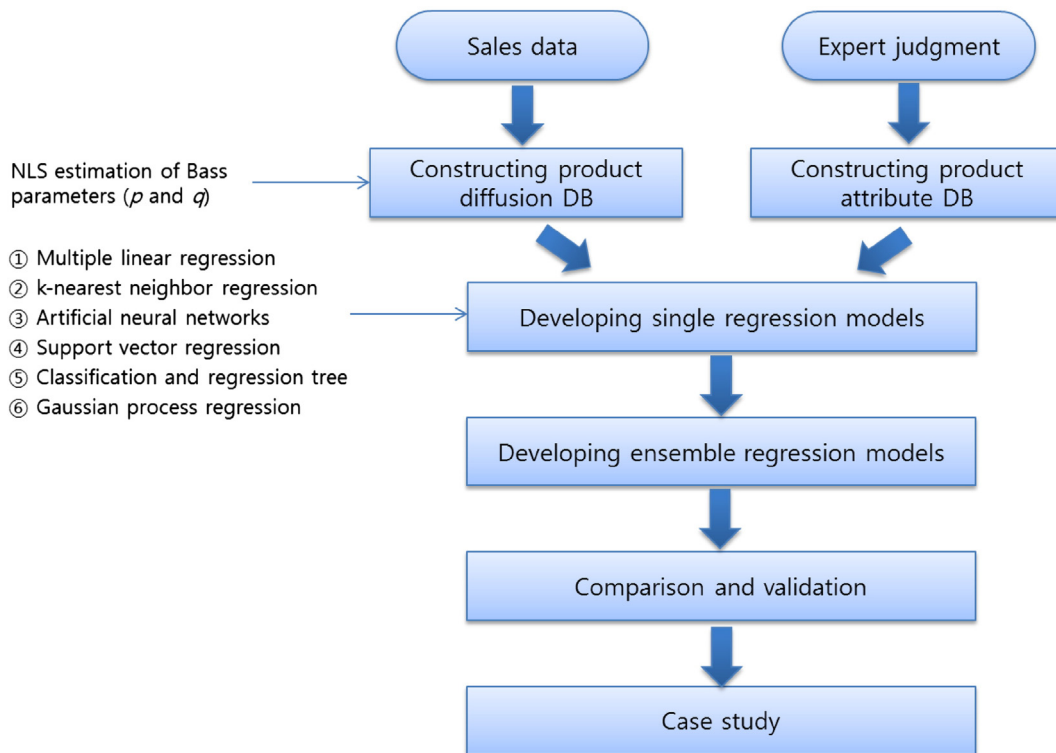 Sales data
Expert judgment
NLS estimation of Bass
parameters (p and q)
Constructing product
diffusion DB
Constructing product
attribute DB
① Multiple linear regression
② k-nearest neighbor regression
③ Artificial neural networks
④ Support vector regression
⑤ Classification and regression tree
⑥ Gaussian process regression
Developing single regression models
Developing ensemble regression models
Comparison and validation
Case study